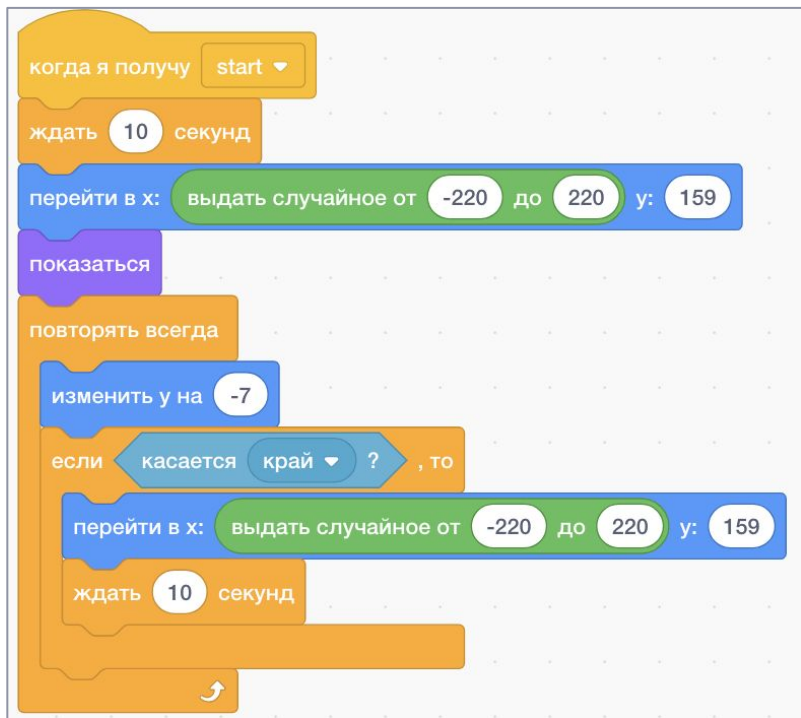 когда я получу start
ждать 10 секунд
перейти в x: выдать случайное от -220 до 220 y: 159
показаться
повторять всегда
изменить y на -7
если касается край ? , то
перейти в x: выдать случайное от -220 до 220 y: 159
ждать 10 секунд